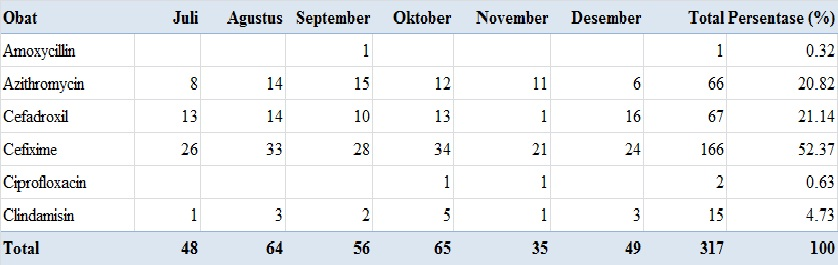 Obat Juli Agustus September Oktober November Desember Total Persentase (%)
Amoxycillin 1 1 0.32
Azithromycin 8 14 15 12 11 6 66 20.82
Cefadroxil 13 14 10 13 1 16 67 21.14
Cefixime 26 33 28 34 21 24 166 52.37
Ciprofloxacin 1 1 2 0.63
Clindamisin 1 3 2 5 1 3 15 4.73
Total 48 64 56 65 35 49 317 100